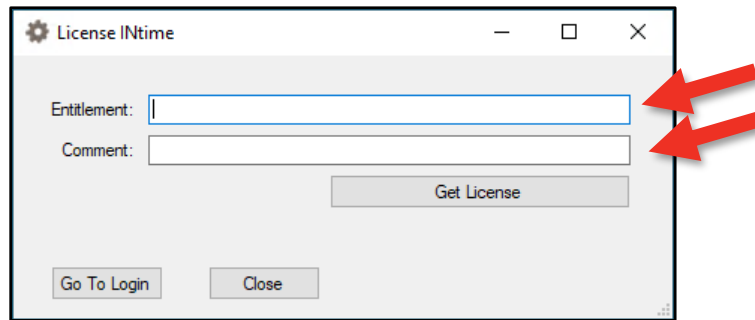 License INtime
Entitlement:
Comment:
Get License
Go To Login
Close